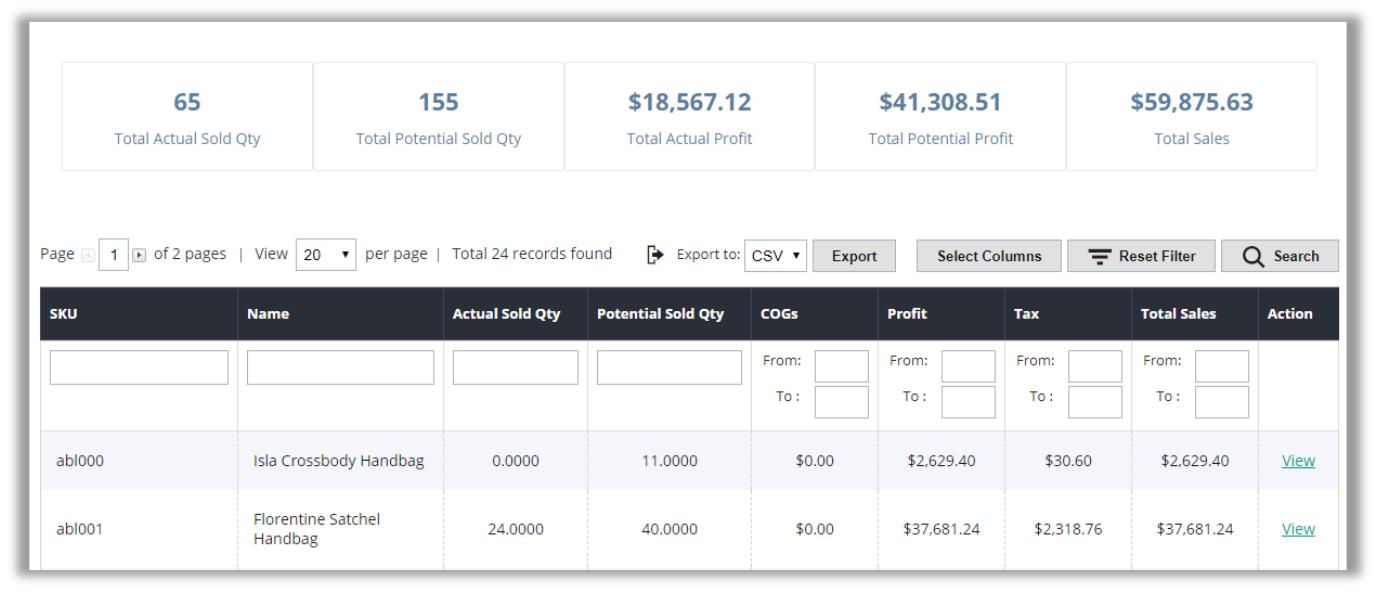 65 155 $18,567.12 $41,308.51 $59,875.63
Total Actual Sold Qty Total Potential Sold Qty Total Actual Profit Total Potential Profit Total Sales
Page 1 of 2 pages | View 20 per page | Total 24 records found Export to: CSV Export Select Columns Reset Filter Search
SKU Name Actual Sold Qty Potential Sold Qty COGs Profit Tax Total Sales Action
From: From: From: From:
To : To : To : To :
abl000 Isla Crossbody Handbag 0.0000 11.0000 $0.00 $2,629.40 $30.60 $2,629.40 View
abl001 Florentine Satchel Handbag 24.0000 40.0000 $0.00 $37,681.24 $2,318.76 $37,681.24 View